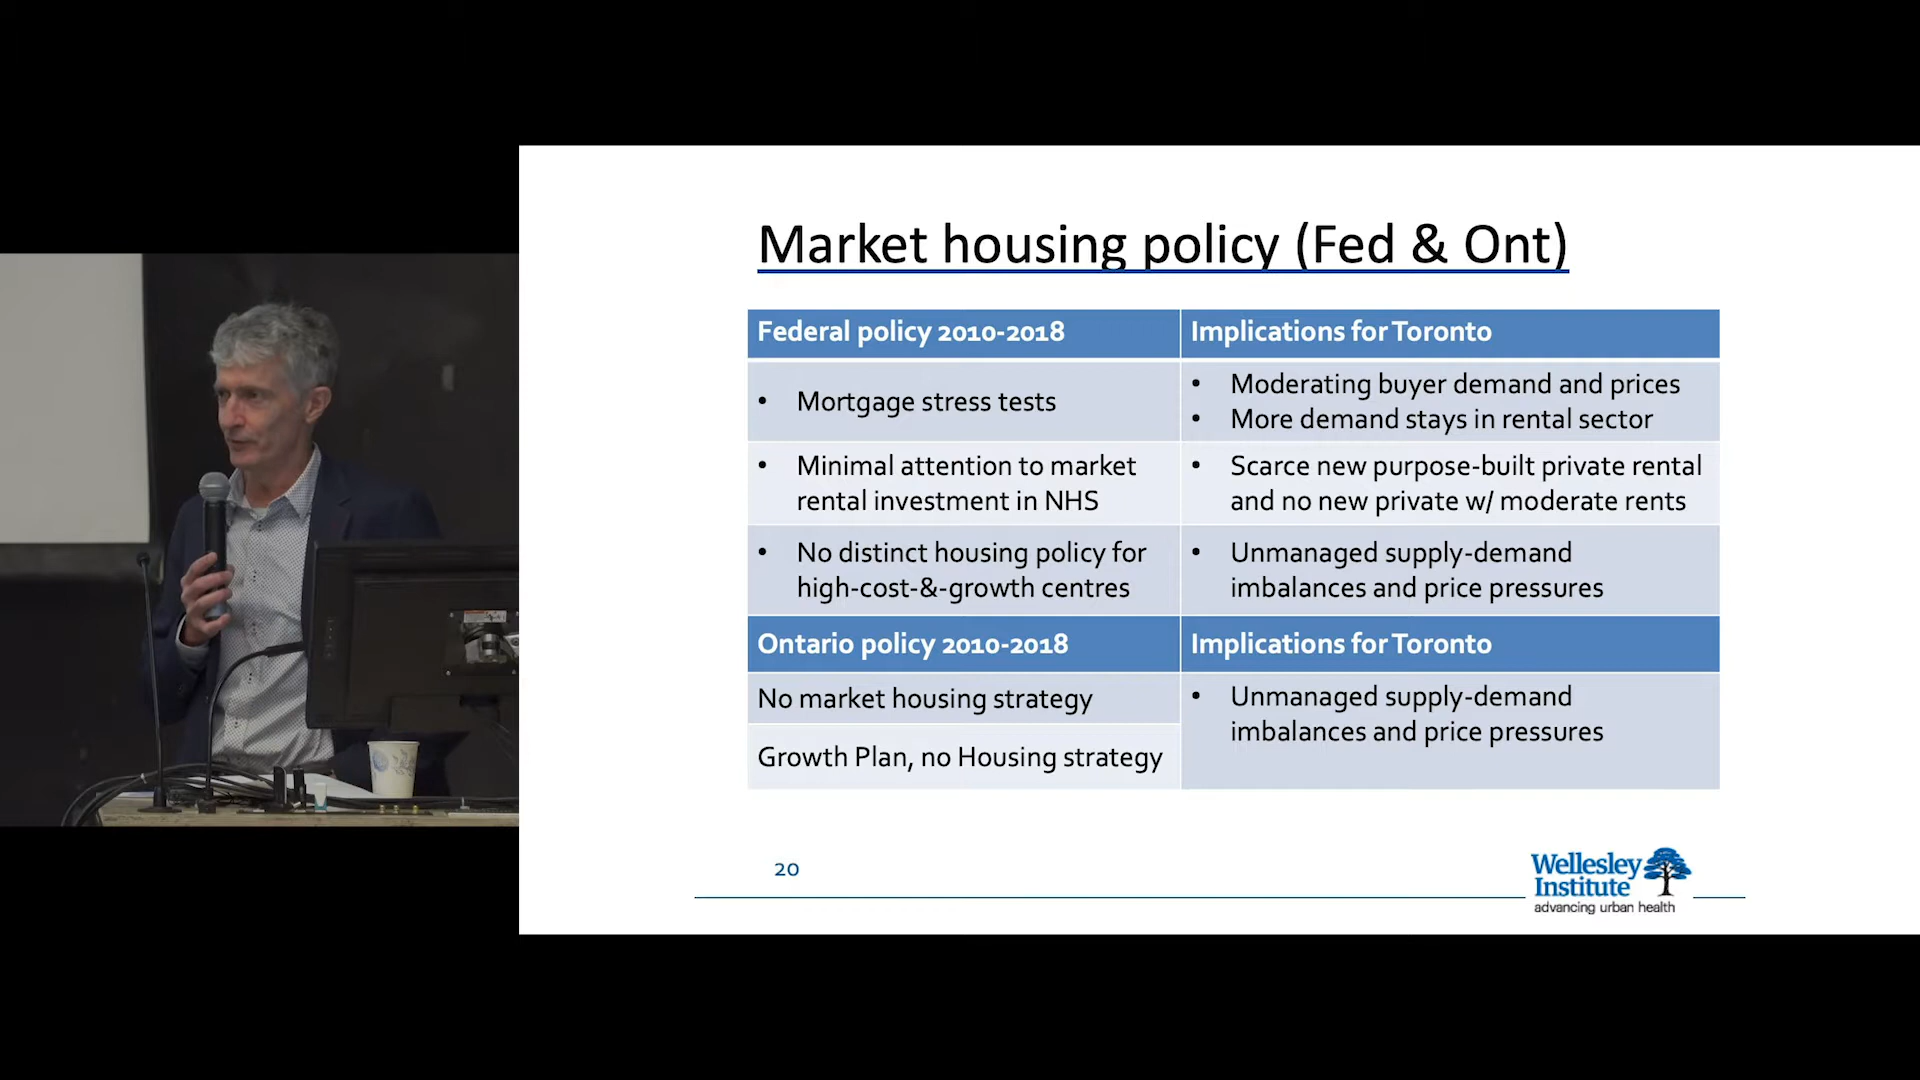 Market housing policy (Fed & Ont)
Federal policy 2010-2018
Implications for Toronto
• Mortgage stress tests
• Moderating buyer demand and prices
• More demand stays in rental sector
• Minimal attention to market
rental investment in NHS
• Scarce new purpose-built private rental
and no new private w/ moderate rents
• No distinct housing policy for
high-cost-&-growth centres
• Unmanaged supply-demand
imbalances and price pressures
Ontario policy 2010-2018
Implications for Toronto
No market housing strategy
• Unmanaged supply-demand
imbalances and price pressures
Growth Plan, no Housing strategy
20
Wellesley
Institute
advancing urban health